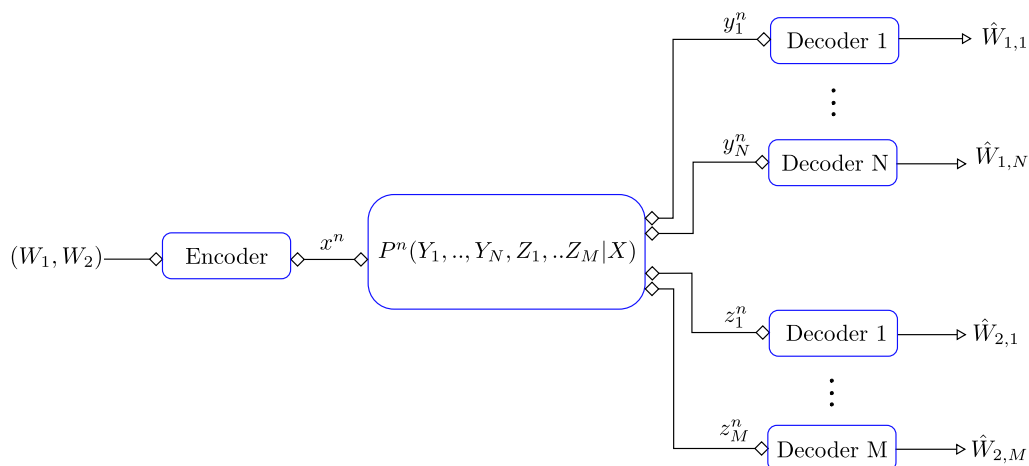 y_1^n
Decoder 1
Ŵ_{1,1}
⋮
y_N^n
Decoder N
Ŵ_{1,N}
(W_1, W_2)
Encoder
x^n
P^n(Y_1, .., Y_N, Z_1, ..Z_M|X)
z_1^n
Decoder 1
Ŵ_{2,1}
⋮
z_M^n
Decoder M
Ŵ_{2,M}